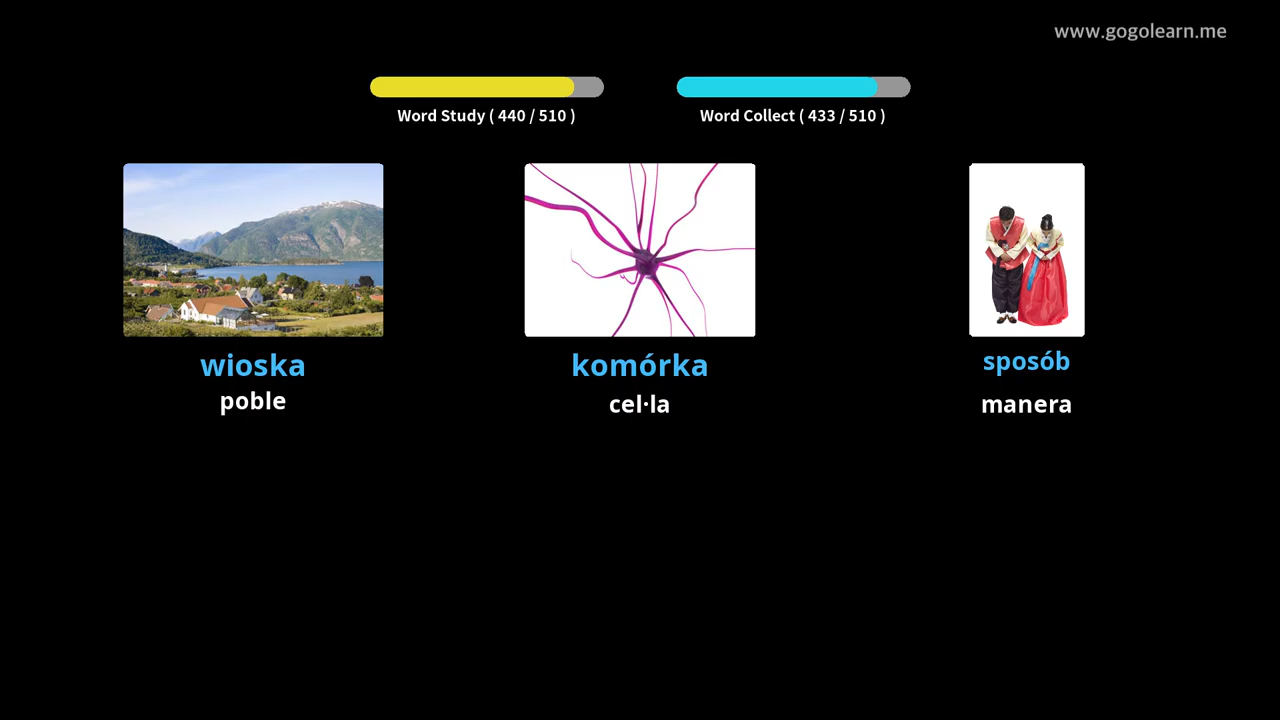 www.gogolearn.me
Word Study ( 440 / 510 )
Word Collect ( 433 / 510 )
wioska
poble
komórka
cel·la
sposób
manera